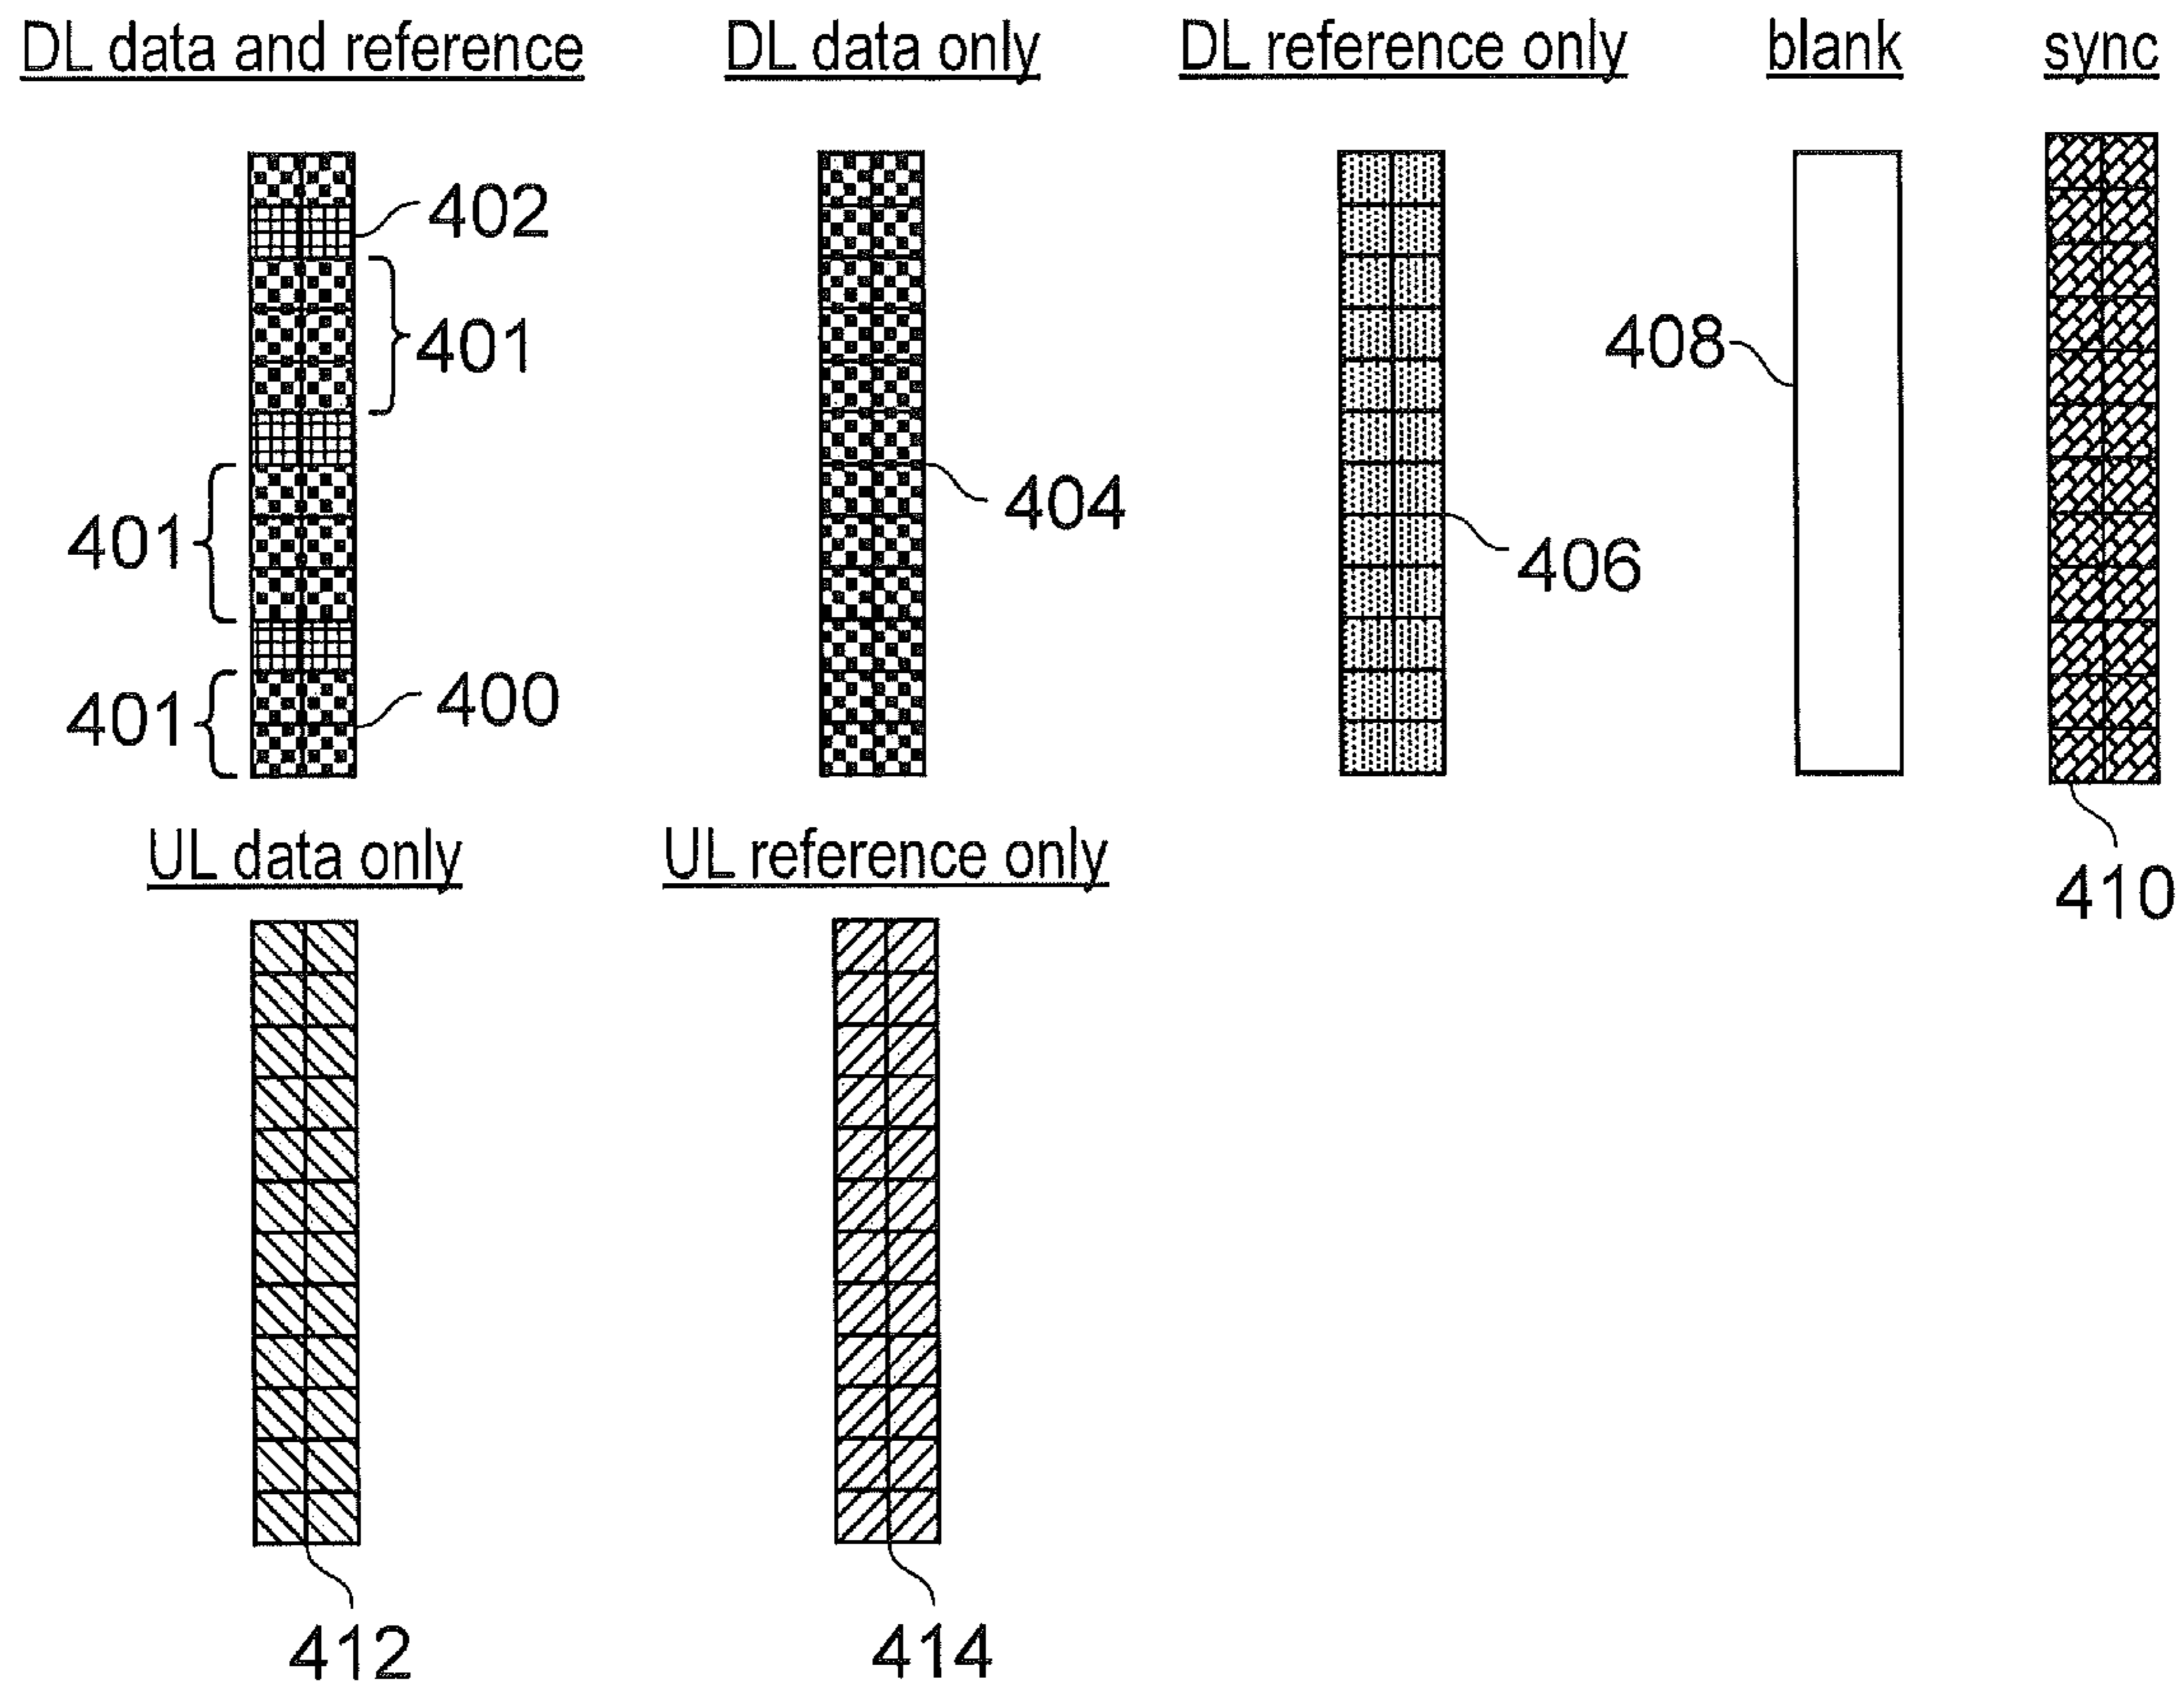 DL data and reference
DL data only
DL reference only
blank
sync
402
401
408
401
404
406
401
400
UL data only
UL reference only
410
412
414